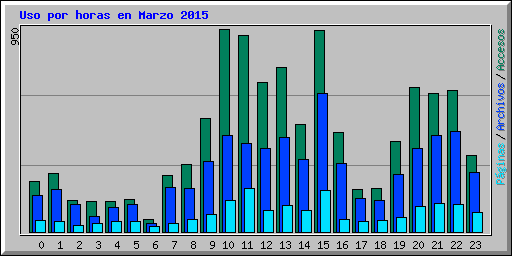 Uso por horas en Marzo 2015
950
Páginas / Archivos / Accesos
0 1 2 3 4 5 6 7 8 9 10 11 12 13 14 15 16 17 18 19 20 21 22 23